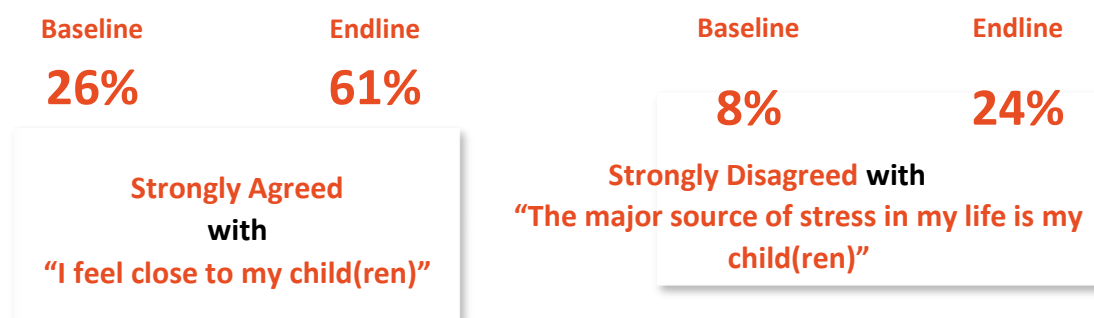 Baseline Endline
26% 61%
Strongly Agreed
with
“I feel close to my child(ren)”
Baseline Endline
8% 24%
Strongly Disagreed with
“The major source of stress in my life is my
child(ren)”